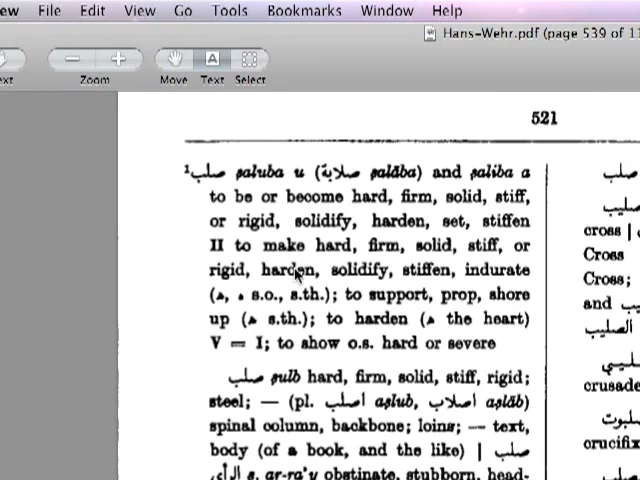 ew File Edit View Go Tools Bookmarks Window Help
Hans-Wehr.pdf (page 539 of 11
ext Zoom Move Text Select
521
¹صلب ṣaluba u (صلابة ṣalāba) and ṣaliba a
to be or become hard, firm, solid, stiff,
or rigid, solidify, harden, set, stiffen
II to make hard, firm, solid, stiff, or
rigid, harden, solidify, stiffen, indurate
(ه, ه s.o., s.th.); to support, prop, shore
up (ه s.th.); to harden (ه the heart)
V = I; to show o.s. hard or severe
صلب ṣulb hard, firm, solid, stiff, rigid;
steel; — (pl. اصلب aṣlub, اصلاب aṣlāb)
spinal column, backbone; loins; — text,
body (of a book, and the like) | صلب
الرأى ṣ. ar-ra'y obstinate, stubborn, head-
صلب
صليب
cross |
Cross
Cross;
and
الصليب
صليبي
crusade
صلبوت
crucifix